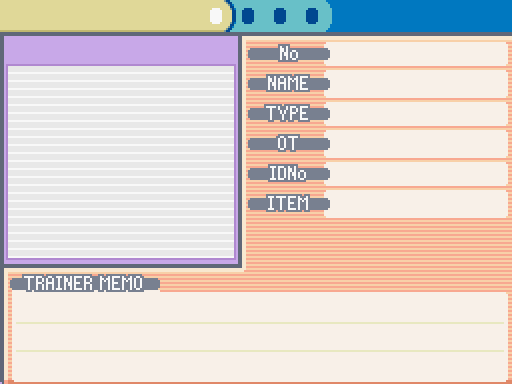 No
NAME
TYPE
OT
IDNo
ITEM
TRAINER MEMO